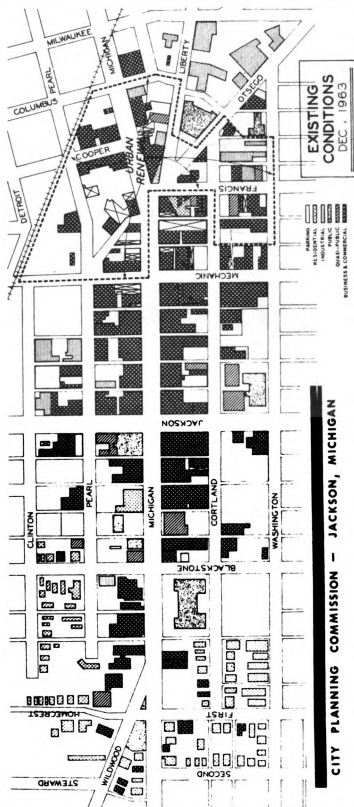 MILWAUKEE
MICHIGAN
PEARL
COLUMBUS
DETROIT
LIBERTY
OTSEGO
COOPER
URBAN
RENEWAL
FRANCIS
MECHANIC
EXISTING
CONDITIONS
DEC. 1963
PARKING
RESIDENTIAL
INDUSTRIAL
PUBLIC
QUASI-PUBLIC
BUSINESS & COMMERCIAL
JACKSON
CLINTON
PEARL
MICHIGAN
CORTLAND
WASHINGTON
BLACKSTONE
HOMECREST
FIRST
STEWARD
WILDWOOD
SECOND
CITY PLANNING COMMISSION – JACKSON, MICHIGAN